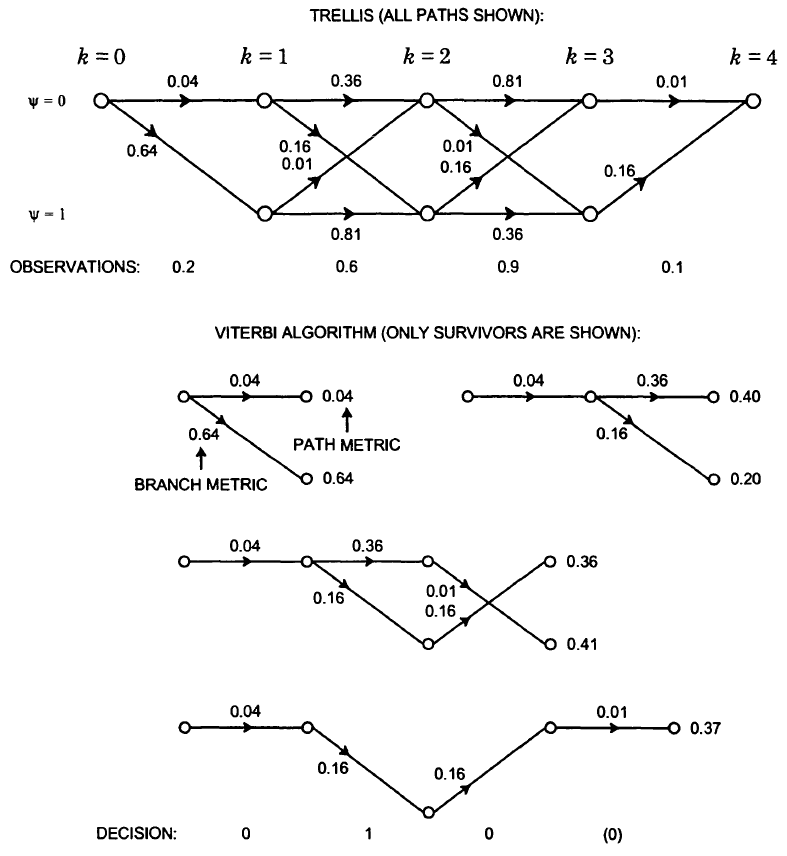 TRELLIS (ALL PATHS SHOWN):
k = 0 k = 1 k = 2 k = 3 k = 4
0.04 0.36 0.81 0.01
ψ = 0
0.64 0.16 0.01 0.16
0.01 0.16
ψ = 1
0.81 0.36
OBSERVATIONS: 0.2 0.6 0.9 0.1
VITERBI ALGORITHM (ONLY SURVIVORS ARE SHOWN):
0.04 0.04 0.36
0.04 0.40
0.64 0.16
PATH METRIC
BRANCH METRIC 0.64 0.20
0.04 0.36
0.36
0.16 0.01
0.16
0.41
0.04 0.01
0.37
0.16 0.16
DECISION: 0 1 0 (0)